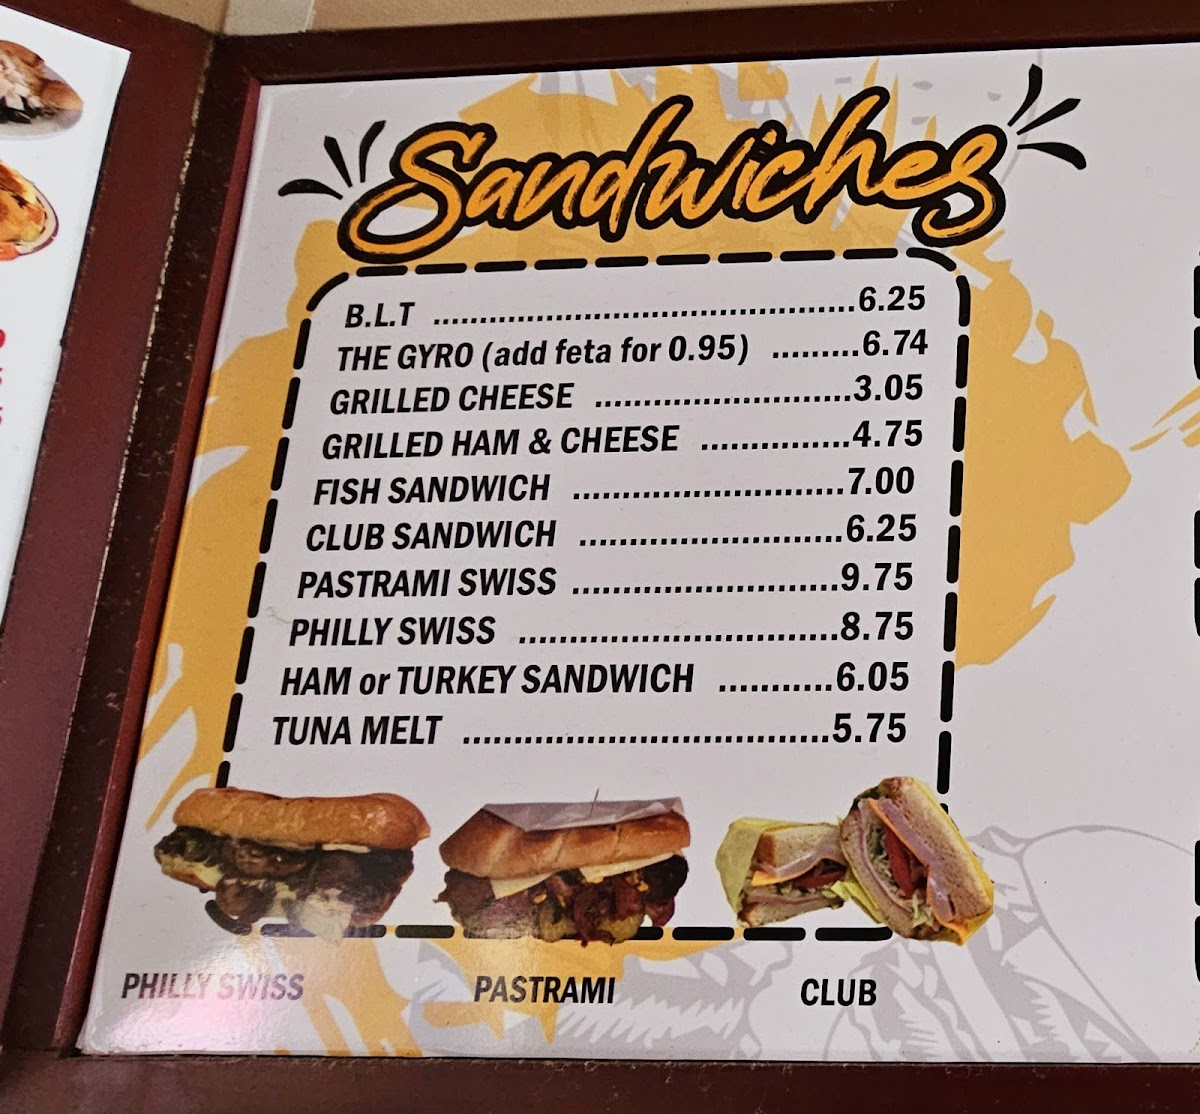 Sandwiches
B.L.T ..............................................6.25
THE GYRO (add feta for 0.95) .........6.74
GRILLED CHEESE ............................3.05
GRILLED HAM & CHEESE ................4.75
FISH SANDWICH .............................7.00
CLUB SANDWICH ............................6.25
PASTRAMI SWISS ............................9.75
PHILLY SWISS ..................................8.75
HAM or TURKEY SANDWICH ............6.05
TUNA MELT .......................................5.75
PHILLY SWISS
PASTRAMI
CLUB